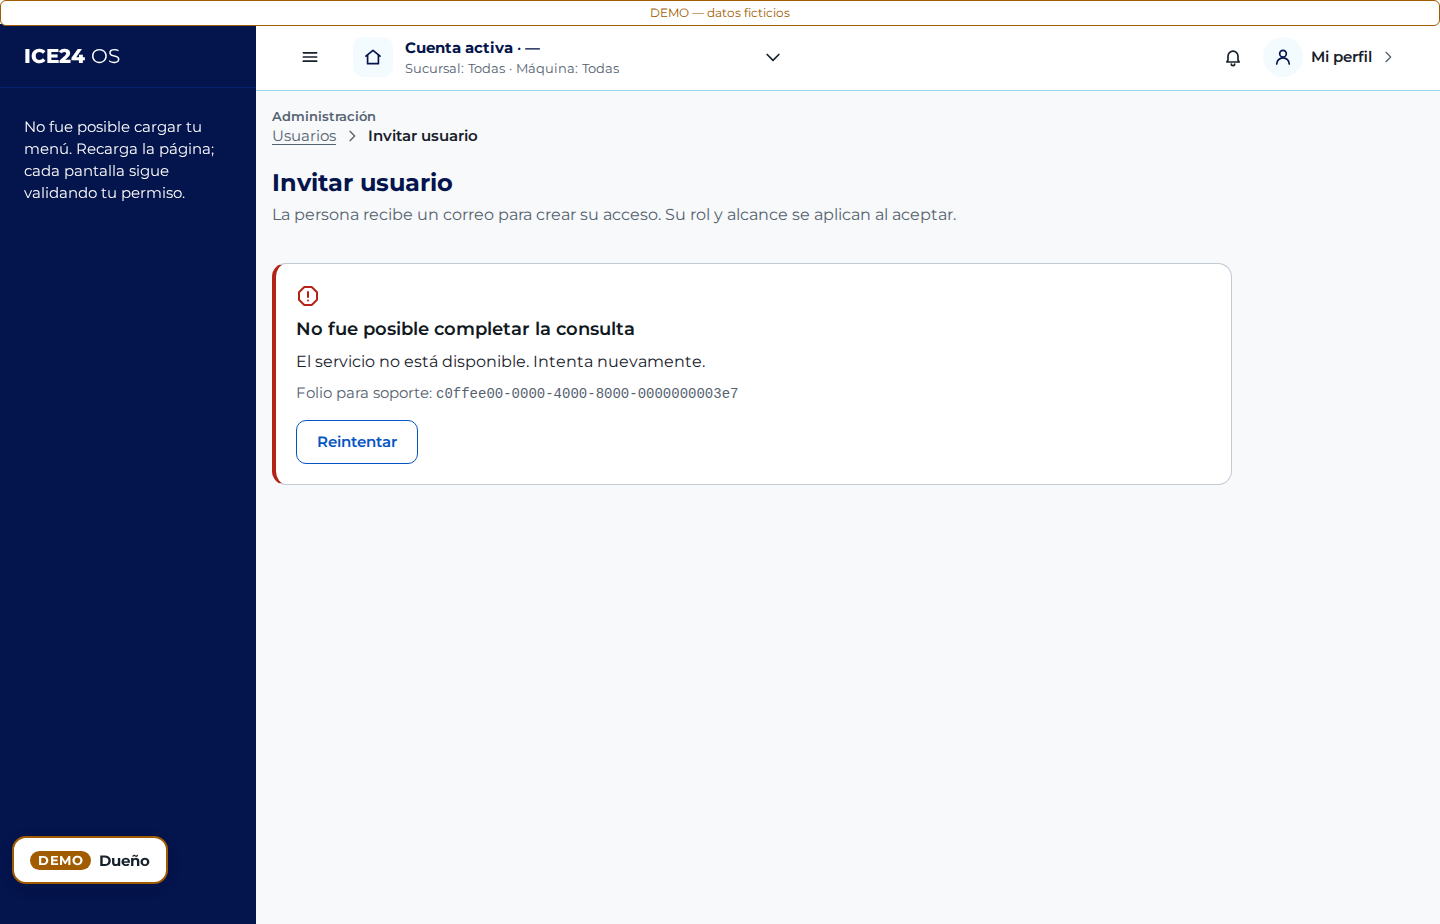 DEMO — datos ficticios
ICE24 OS
No fue posible cargar tu
menú. Recarga la página;
cada pantalla sigue
validando tu permiso.
Cuenta activa · —
Sucursal: Todas · Máquina: Todas
Mi perfil
Administración
Usuarios > Invitar usuario
Invitar usuario
La persona recibe un correo para crear su acceso. Su rol y alcance se aplican al aceptar.
No fue posible completar la consulta
El servicio no está disponible. Intenta nuevamente.
Folio para soporte: c0ffee00-0000-4000-8000-0000000003e7
Reintentar
DEMO Dueño